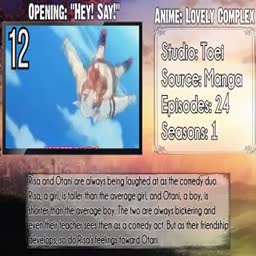 Opening: "Hey! Say!"
Anime: Lovely Complex
12
Studio: Toei
Source: Manga
Episodes: 24
Seasons: 1
Risa and Otani are always being laughed at as the comedy duo.
Risa, a girl, is taller than the average girl, and Otani, a boy, is
shorter than the average boy. The two are always bickering and
even their teacher sees them as a comedy act. But as their friendship
develops, so do Risa's feelings toward Otani.